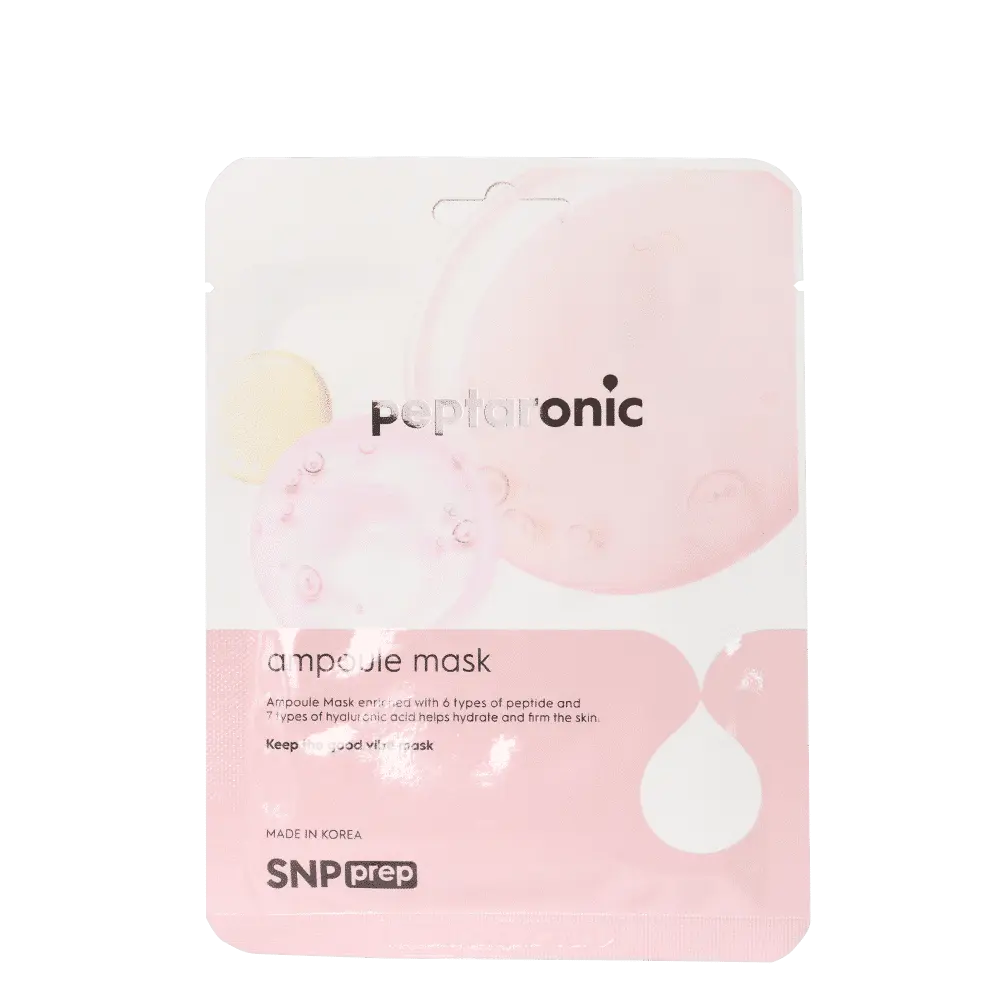 peptaronic
ampoule mask
Ampoule Mask enriched with 6 types of peptide and
7 types of hyaluronic acid helps hydrate and firm the skin.
Keep the good vibe mask
MADE IN KOREA
SNP prep